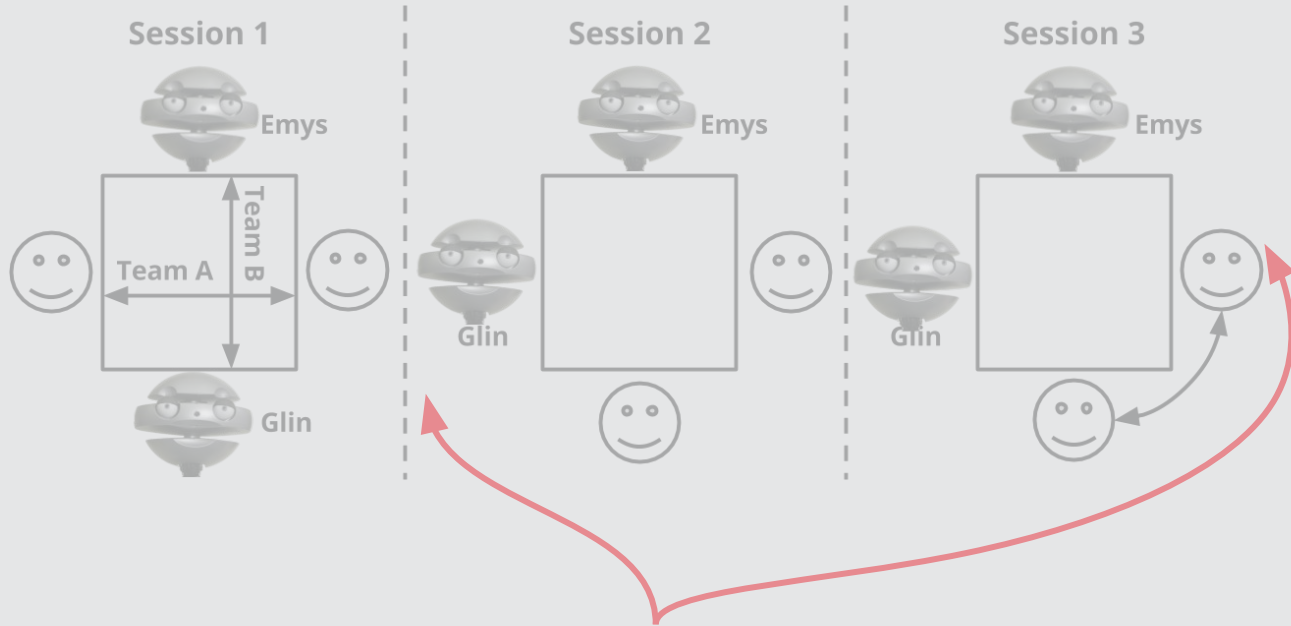 Session 1
Session 2
Session 3
Emys
Emys
Emys
Team B
Team A
Glin
Glin
Glin